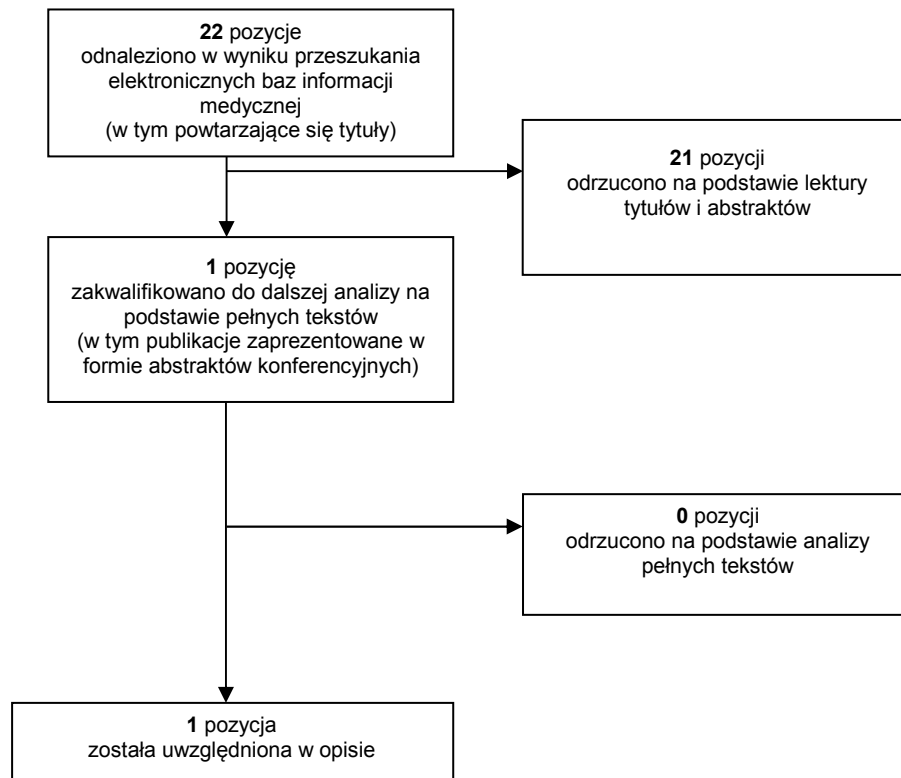 22 pozycje
odnaleziono w wyniku przeszukania
elektronicznych baz informacji
medycznej
(w tym powtarzające się tytuły)
21 pozycji
odrzucono na podstawie lektury
tytułów i abstraktów
1 pozycję
zakwalifikowano do dalszej analizy na
podstawie pełnych tekstów
(w tym publikacje zaprezentowane w
formie abstraktów konferencyjnych)
0 pozycji
odrzucono na podstawie analizy
pełnych tekstów
1 pozycja
została uwzględniona w opisie